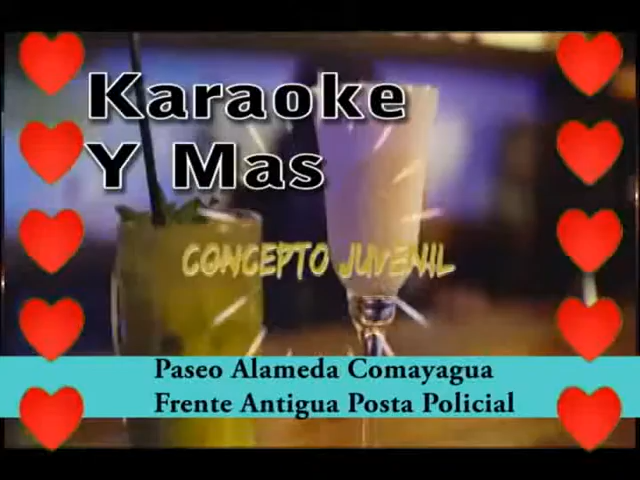 Karaoke
Y Mas
CONCEPTO JUVENIL
Paseo Alameda Comayagua
Frente Antigua Posta Policial